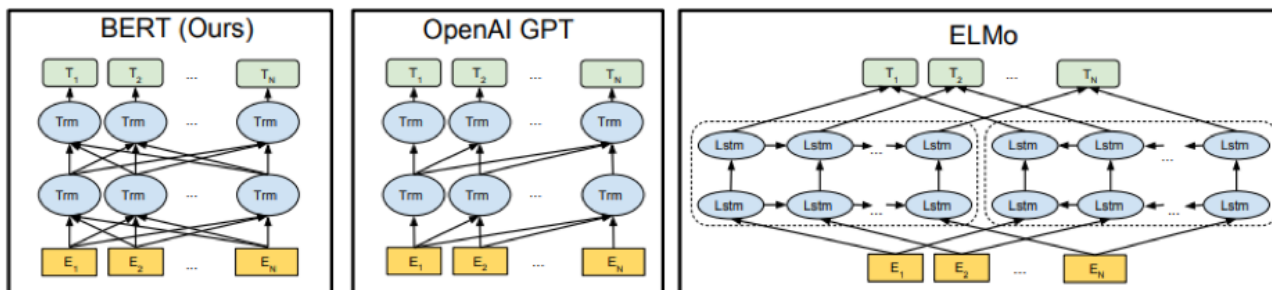 BERT (Ours)
T1 T2 ... TN
Trm Trm ... Trm
Trm Trm ... Trm
E1 E2 ... EN
OpenAI GPT
T1 T2 ... TN
Trm Trm ... Trm
Trm Trm ... Trm
E1 E2 ... EN
ELMo
T1 T2 ... TN
Lstm Lstm ... Lstm Lstm Lstm ... Lstm
Lstm Lstm ... Lstm Lstm Lstm ... Lstm
E1 E2 ... EN